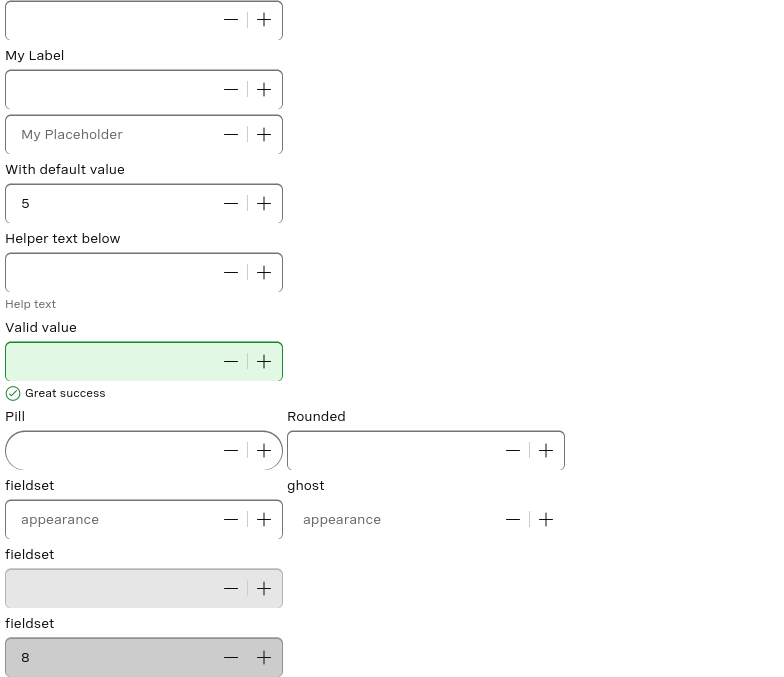 My Label
My Placeholder
With default value
5
Helper text below
Help text
Valid value
Great success
Pill
Rounded
fieldset
ghost
appearance
appearance
fieldset
fieldset
8